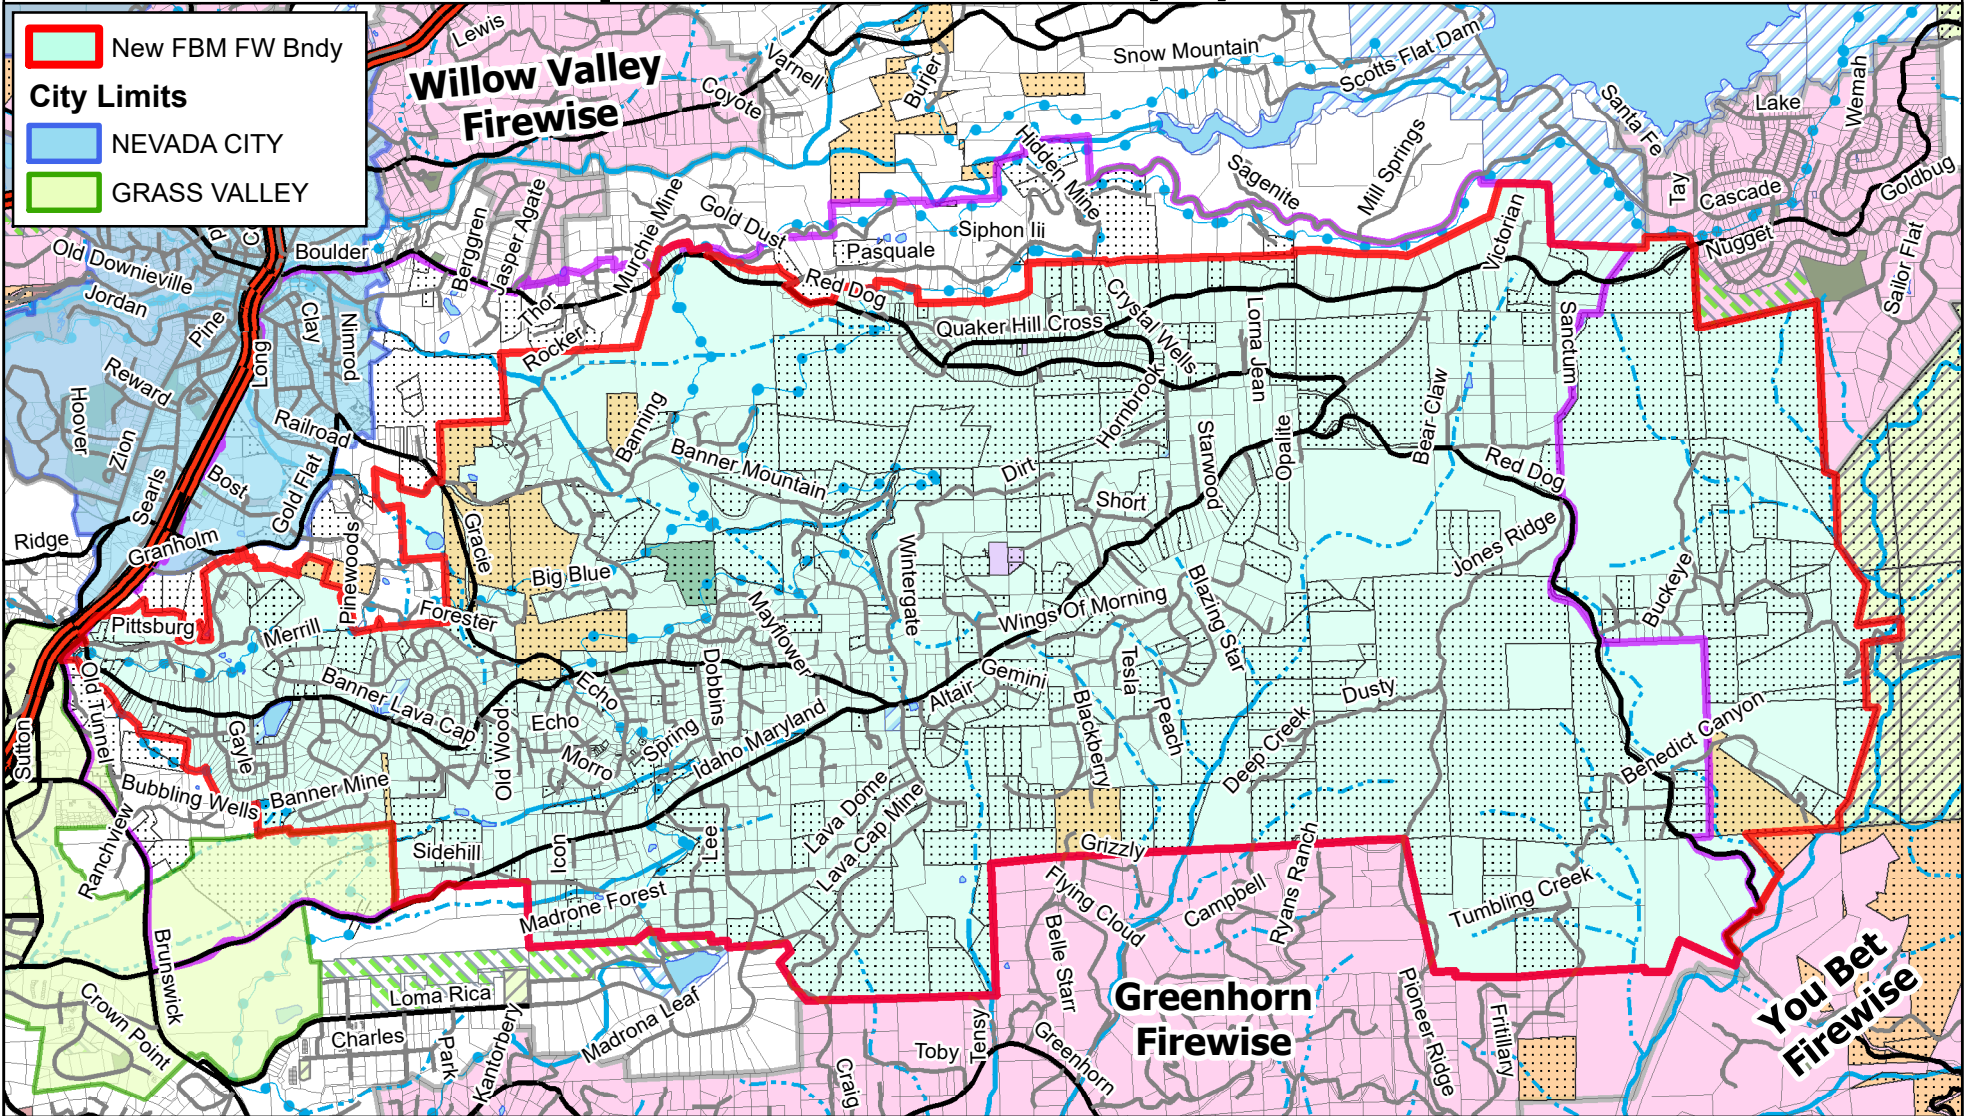 New FBM FW Bndy
City Limits
NEVADA CITY
GRASS VALLEY
Willow Valley
Firewise
Lewis
Coyote
Varnell
Burjer
Snow Mountain
Scotts Flat Dam
Santa Fe
Lake
Wemah
Tay
Cascade
Goldbug
Nugget
Sailor Flat
Hidden Mine
Sagenite
Mill Springs
Victorian
Siphon Iii
Pasquale
Gold Dust
Murchie Mine
Jasper Agate
Berggren
Boulder
Old Downieville
Jordan
Pine
Clay
Nimrod
Long
Thor
Rocker
Red Dog
Quaker Hill Cross
Crystal Wells
Lorna Jean
Sanctum
Hornbrook
Reward
Hoover
Zion
Railroad
Searls
Bost
Gold Flat
Banning
Banner Mountain
Dirt
Short
Stanwood
Opalite
Bear-Claw
Red Dog
Ridge
Granholm
Pinewoods
Gracie
Big Blue
Wintergate
Jones Ridge
Buckeye
Pittsburg
Merrill
Forester
Mayflower
Wings Of Morning
Blazing Star
Old Tunnel
Banner Lava Cap
Echo
Echo
Dobbins
Altair
Gemini
Tesla
Peach
Blackberry
Dusty
Deep Creek
Benedict Canyon
Sutton
Gayle
Old Wood
Morro
Spring
Idaho Maryland
Bubbling Wells
Banner Mine
Ranchview
Lava Dome
Lava Cap Mine
Sidehill
Icon
Lee
Grizzly
Flying Cloud
Campbell
Ryans Ranch
Tumbling Creek
Madrone Forest
Belle Starr
Brunswick
Crown Point
Loma Rica
Charles
Park
Kantorbery
Madrona Leaf
Craig
Toby
Tensy
Greenhorn
Greenhorn
Firewise
Pioneer Ridge
Fritillary
You Bet
Firewise